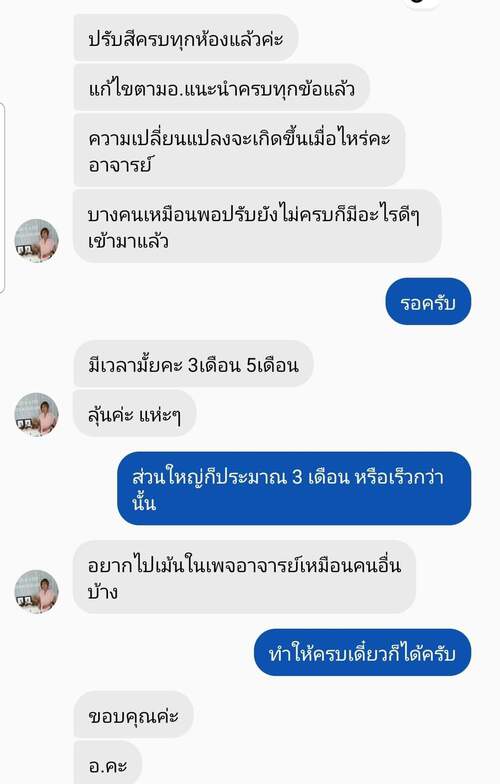 ปรับสีครบทุกห้องแล้วค่ะ
แก้ไขตามอ.แนะนำครบทุกข้อแล้ว
ความเปลี่ยนแปลงจะเกิดขึ้นเมื่อไหร่คะ
อาจารย์
บางคนเหมือนพอปรับยังไม่ครบก็มีอะไรดีๆ
เข้ามาแล้ว
รอครับ
มีเวลามั้ยคะ 3เดือน 5เดือน
ลุ้นค่ะ แห่ะๆ
ส่วนใหญ่ก็ประมาณ 3 เดือน หรือเร็วกว่า
นั้น
อยากไปเม้นในเพจอาจารย์เหมือนคนอื่น
บ้าง
ทำให้ครบเดี๋ยวก็ได้ครับ
ขอบคุณค่ะ
อ.คะ